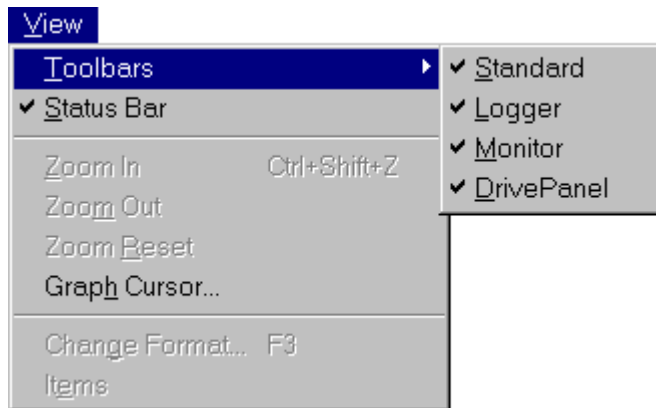 View
Toolbars
Status Bar
Zoom In Ctrl+Shift+Z
Zoom Out
Zoom Reset
Graph Cursor...
Change Format... F3
Items
Standard
Logger
Monitor
DrivePanel